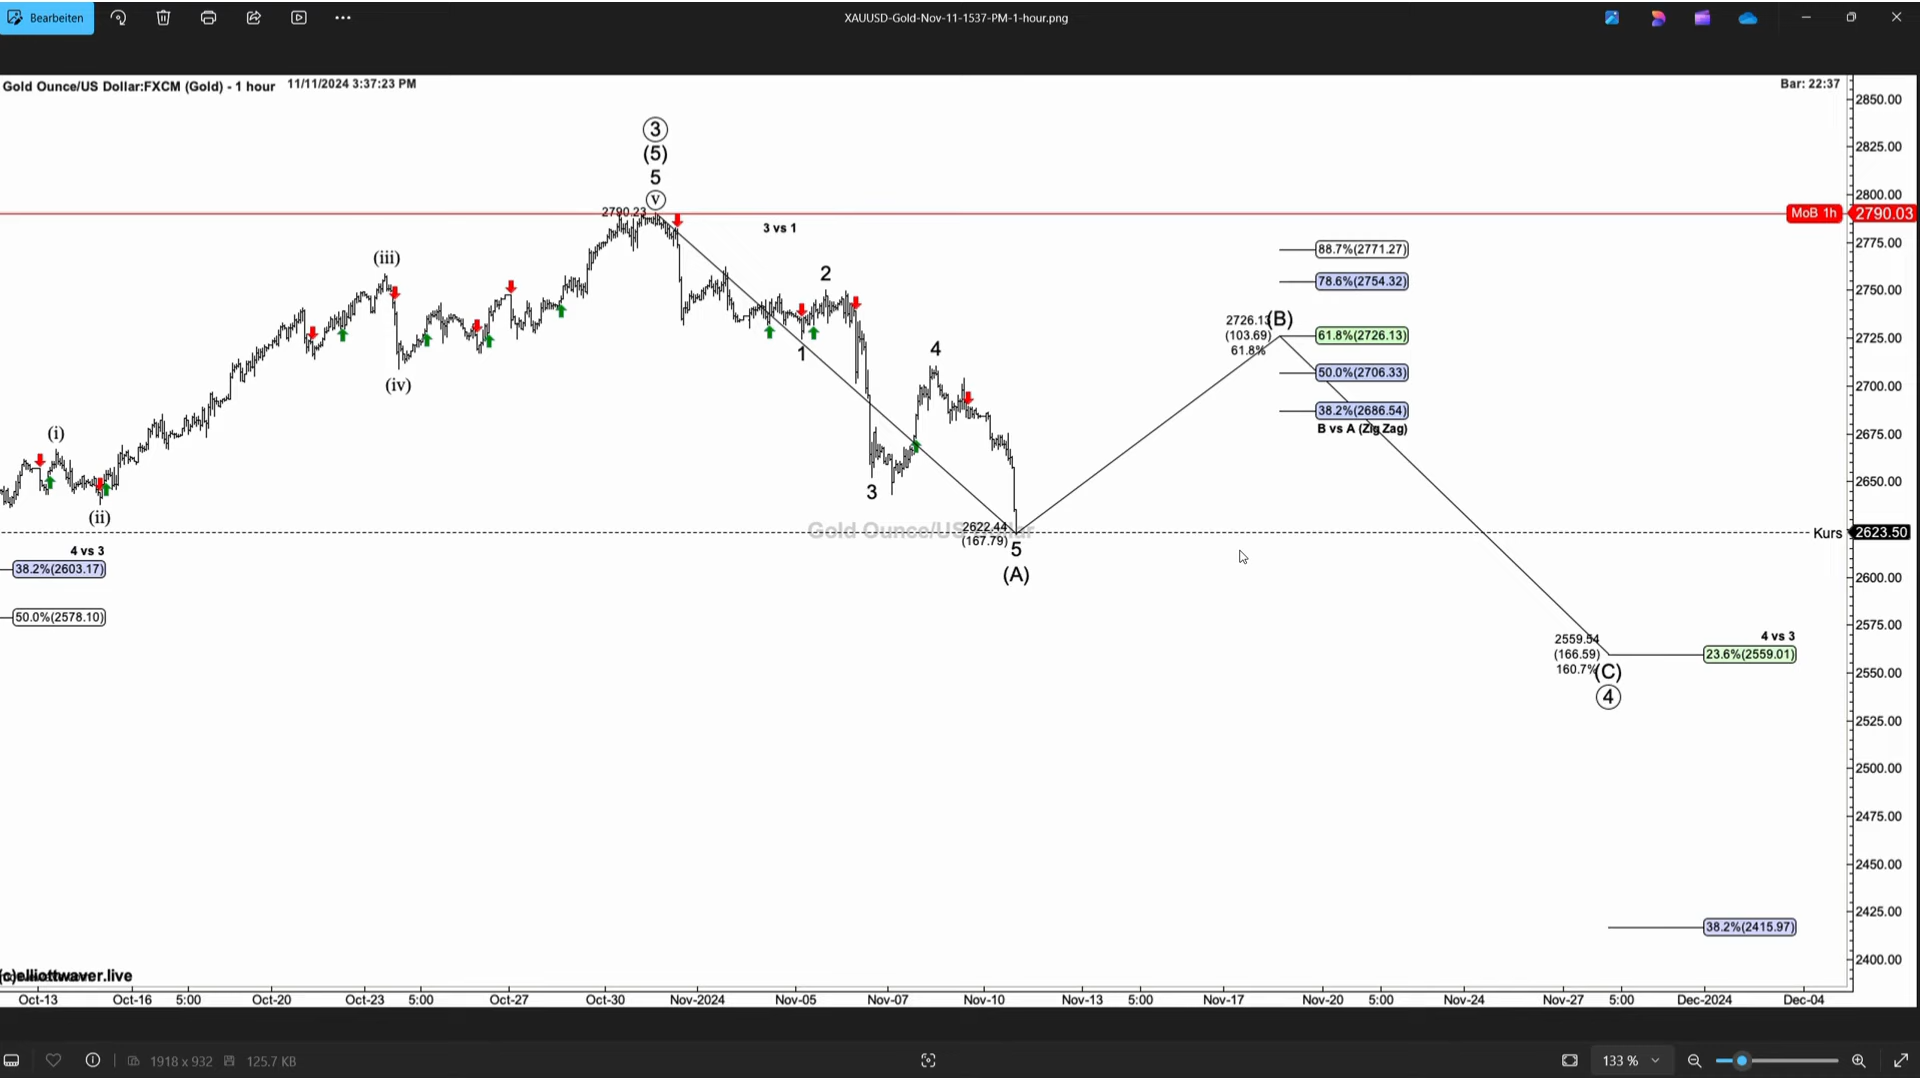 Bearbeiten
XAUUSD-Gold-Nov-11-1537-PM-1-hour.png
Gold Ounce/US Dollar:FXCM (Gold) - 1 hour 11/11/2024 3:37:23 PM
Bar: 22:37
2850.00
3
(5)
2825.00
5
2800.00
v
2790.23
MoB 1h 2790.03
3 vs 1
88.7%(2771.27)
2775.00
(iii)
2
78.6%(2754.32)
2750.00
2726.13
(B)
(103.69)
61.8%(2726.13)
2725.00
61.8%
4
1
50.0%(2706.33)
(iv)
2700.00
38.2%(2686.54)
B vs A (Zig Zag)
(i)
2675.00
3
2650.00
(ii)
Gold Ounce/US Dollar
2622.44
(167.79)
Kurs 2623.50
5
4 vs 3
38.2%(2603.17)
(A)
2600.00
50.0%(2578.10)
2575.00
2559.54
(166.59)
160.7%
4 vs 3
23.6%(2559.01)
(C)
2550.00
4
2525.00
2500.00
2475.00
2450.00
2425.00
38.2%(2415.97)
2400.00
(c)elliottwaver.live
Oct-13 Oct-16 5:00 Oct-20 Oct-23 5:00 Oct-27 Oct-30 Nov-2024 Nov-05 Nov-07 Nov-10 Nov-13 5:00 Nov-17 Nov-20 5:00 Nov-24 Nov-27 5:00 Dec-2024 Dec-04
1918 x 932 125.7 KB 133 %